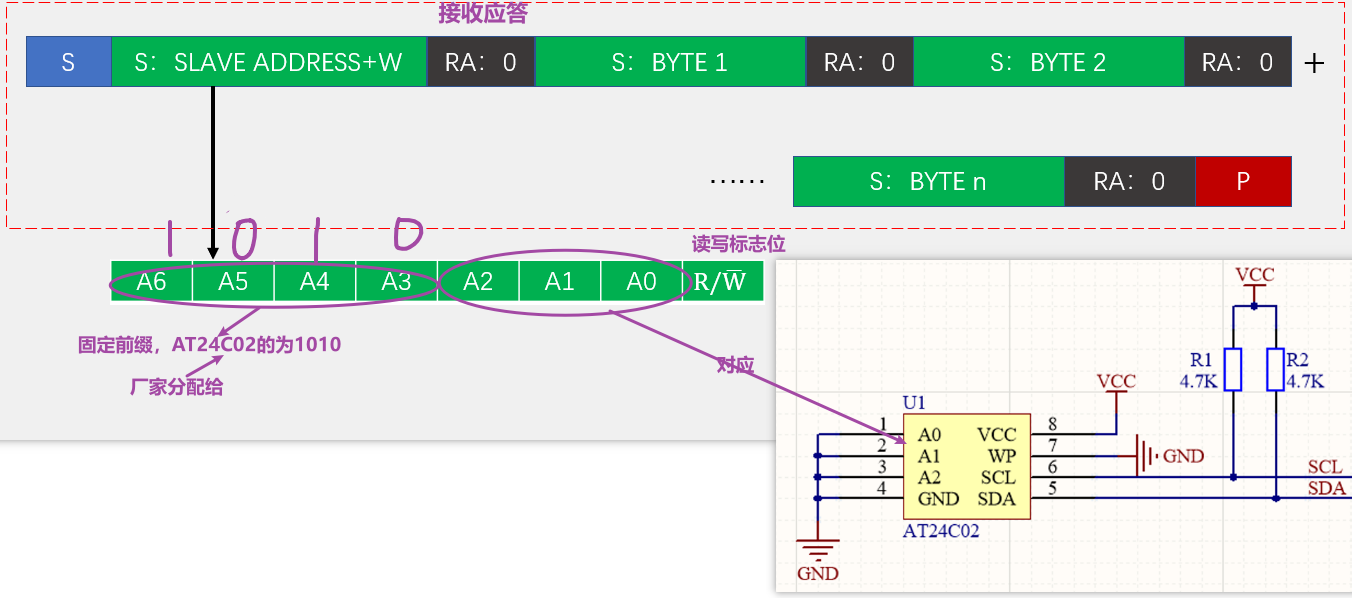 接收应答
S S： SLAVE ADDRESS+W RA： 0 S： BYTE 1 RA： 0 S： BYTE 2 RA： 0 +
…… S： BYTE n RA： 0 P
1 0 1 0
读写标志位
A6 A5 A4 A3 A2 A1 A0 R/W̅
固定前缀，AT24C02的为1010
厂家分配给
对应
VCC
R1 R2
4.7K 4.7K
VCC
U1
1 A0 VCC 8
2 A1 WP 7 GND
3 A2 SCL 6 SCL
4 GND SDA 5 SDA
AT24C02
GND